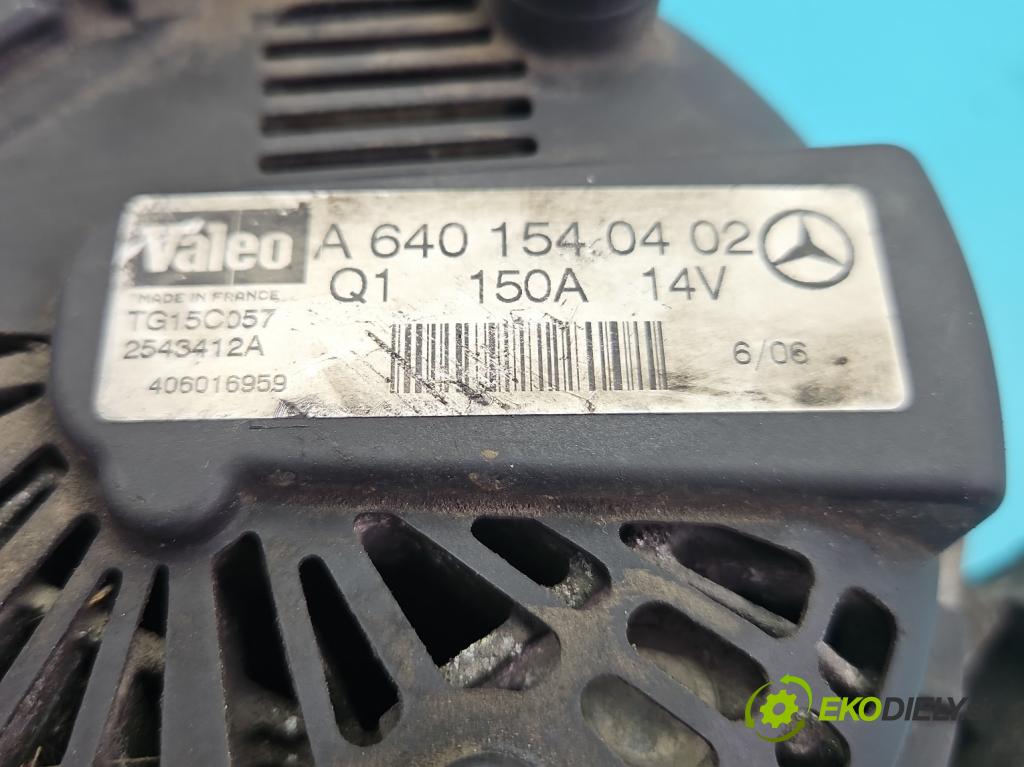 Valeo
A 640 154 04 02
MADE IN FRANCE
Q1 150A 14V
TG15C057
2543412A
6/06
406016959
EKODIELY